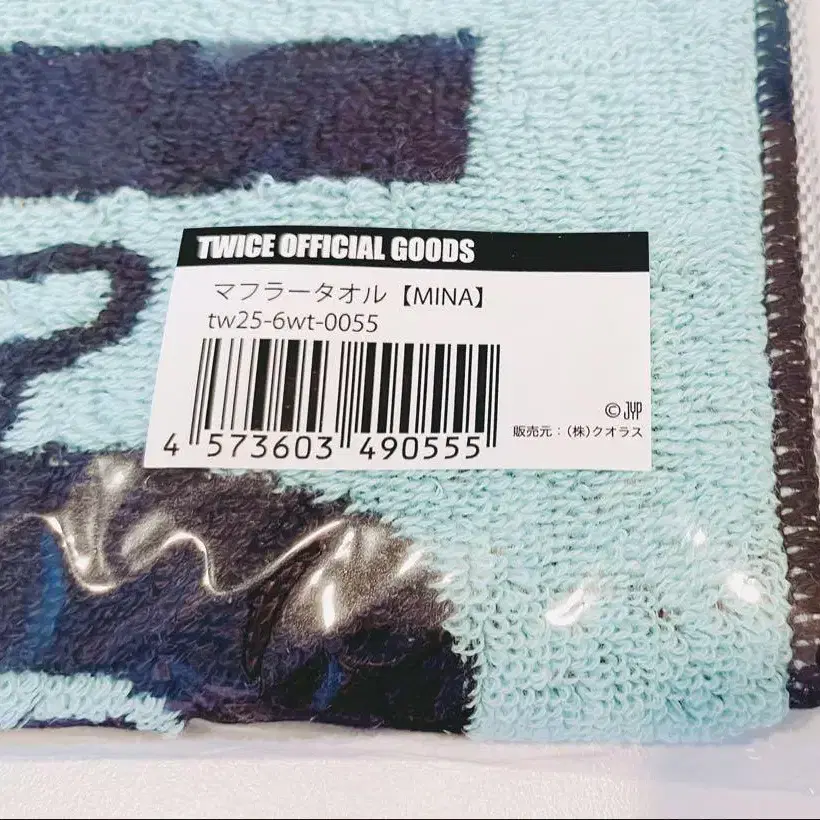 TWICE OFFICIAL GOODS
マフラータオル【MINA】
tw25-6wt-0055
4 573603 490555
© JYP
販売元：(株)クオラス